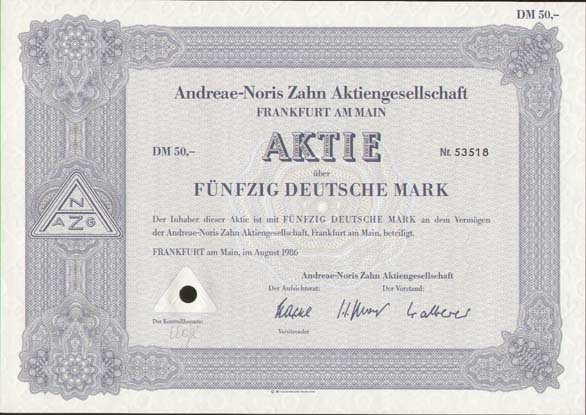 DM 50,–
Andreae-Noris Zahn Aktiengesellschaft
FRANKFURT AM MAIN
AKTIE
DM 50,–
Nr. 53518
über
FÜNFZIG DEUTSCHE MARK
Der Inhaber dieser Aktie ist mit FÜNFZIG DEUTSCHE MARK an dem Vermögen
der Andreae-Noris Zahn Aktiengesellschaft, Frankfurt am Main, beteiligt.
FRANKFURT am Main, im August 1986
N
A Z G
Andreae-Noris Zahn Aktiengesellschaft
Der Aufsichtsrat: Der Vorstand:
Der Kontrollbeamte:
Vorsitzender